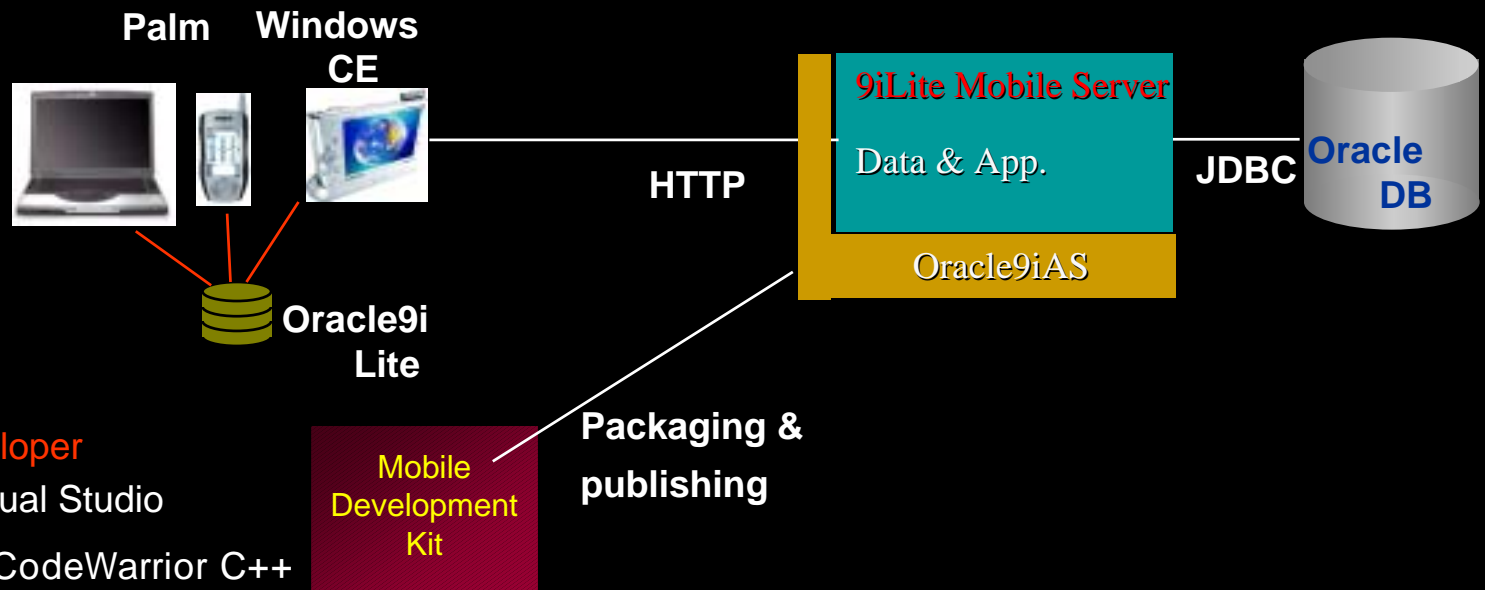 Palm
Windows
CE
9iLite Mobile Server
Data & App.
HTTP
JDBC
Oracle
DB
Oracle9iAS
Oracle9i
Lite
Packaging &
publishing
loper
ual Studio
CodeWarrior C++
Mobile
Development
Kit